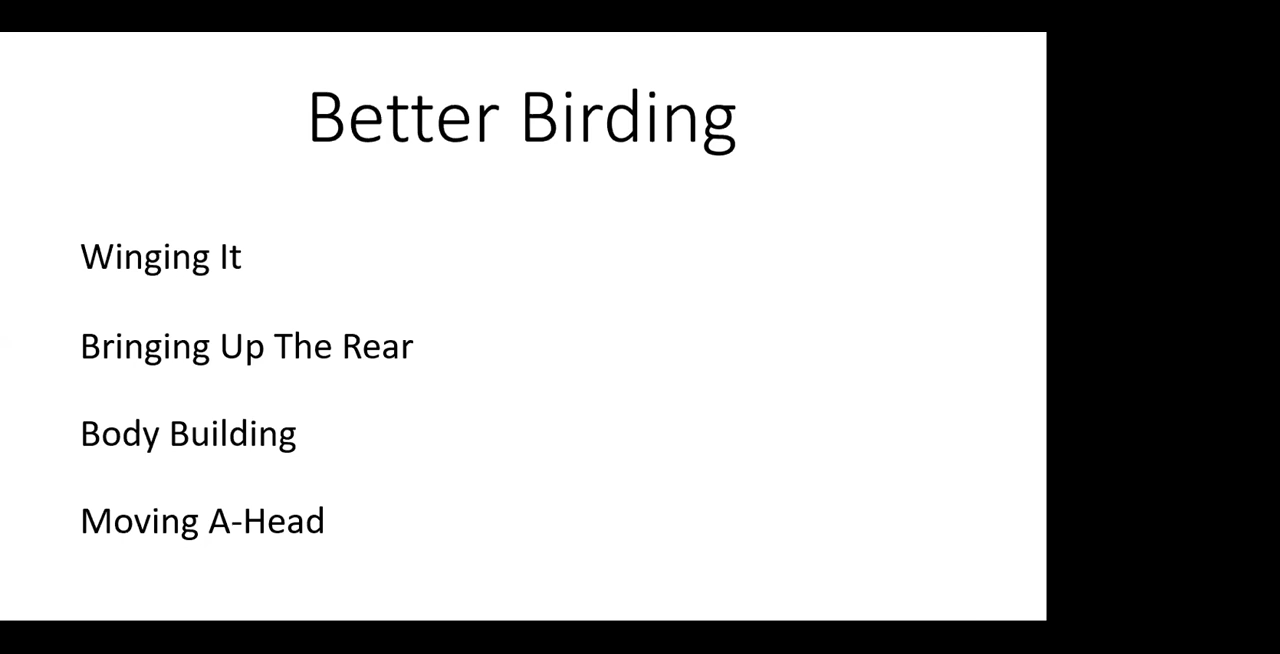 Better Birding
Winging It
Bringing Up The Rear
Body Building
Moving A-Head